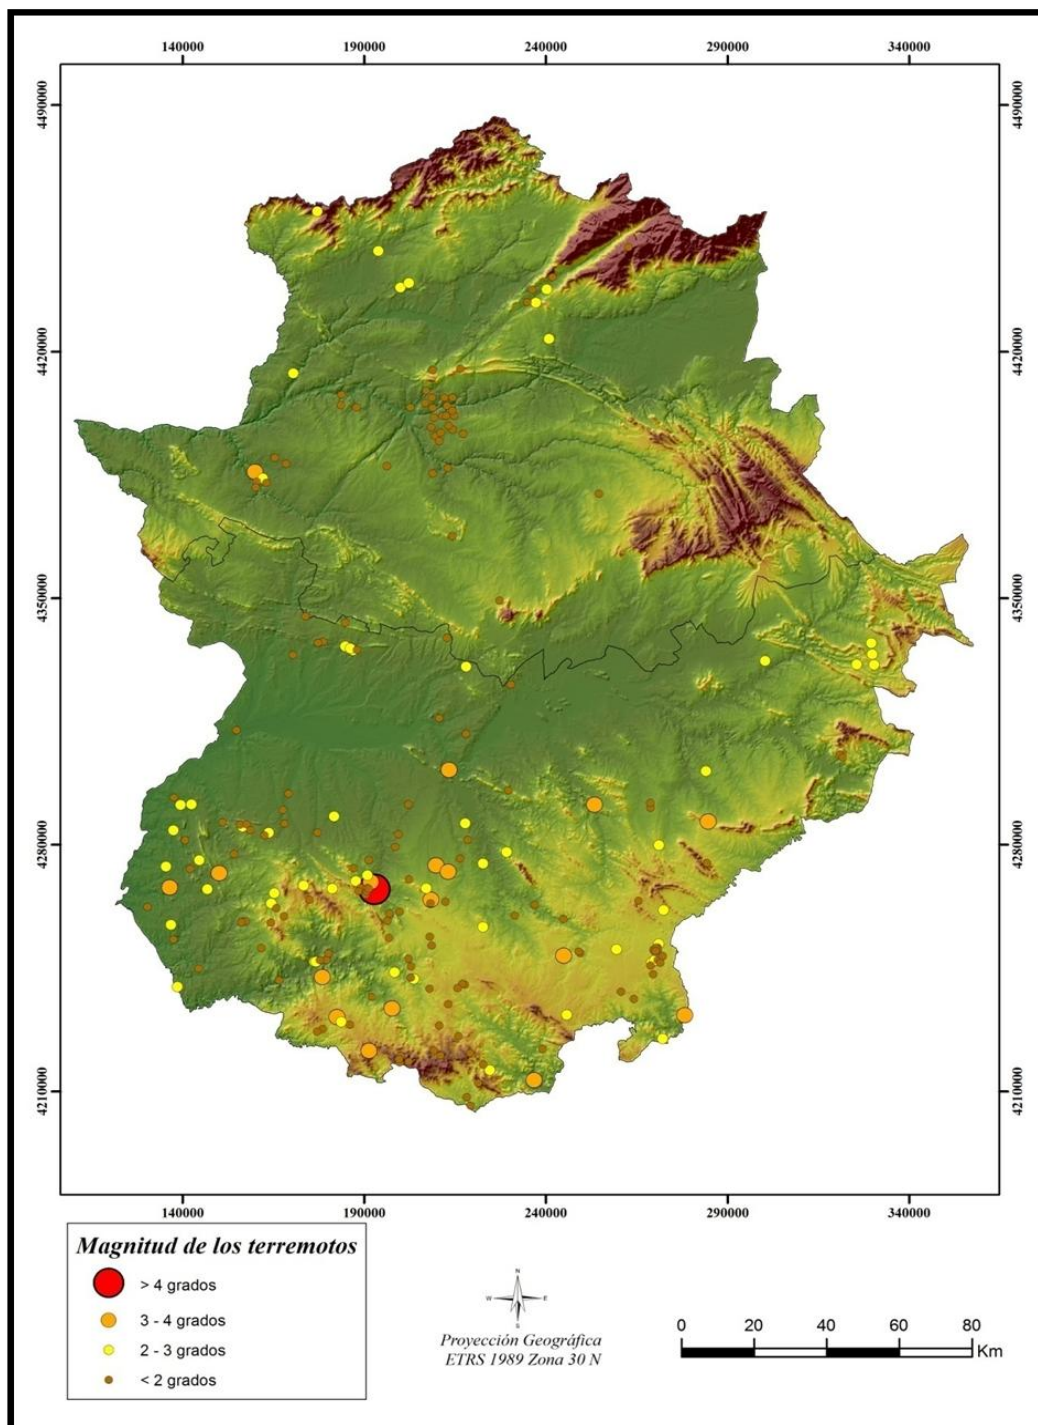 140000 190000 240000 290000 340000
4490000 4490000
4420000 4420000
4350000 4350000
4280000 4280000
4210000 4210000
140000 190000 240000 290000 340000
Magnitud de los terremotos
> 4 grados
3 - 4 grados
2 - 3 grados
< 2 grados
N
W E
S
Proyección Geográfica
ETRS 1989 Zona 30 N
0 20 40 60 80
Km